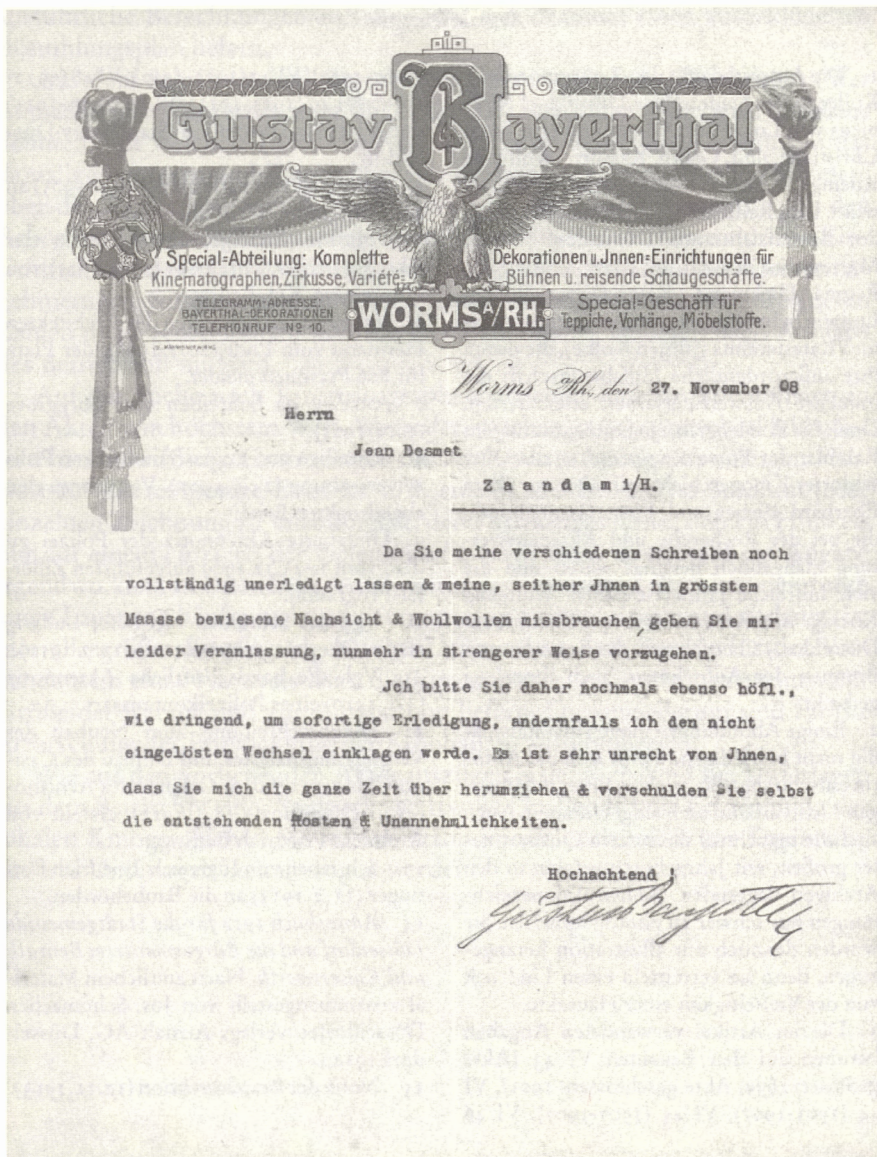 Gustav Bayerthal
Special=Abteilung: Komplette
Kinematographen, Zirkusse, Varieté=
Dekorationen u. Jnnen=Einrichtungen für
Bühnen u. reisende Schaugeschäfte.
TELEGRAMM-ADRESSE:
BAYERTHAL-DEKORATIONEN
TELEPHONRUF No 10.
WORMS A/RH.
Special=Geschäft für
Teppiche, Vorhänge, Möbelstoffe.
Worms a/Rh., den 27. November 08
Herrn
Jean Desmet
Zaandam i/H.
Da Sie meine verschiedenen Schreiben noch
vollständig unerledigt lassen & meine, seither Jhnen in grösstem
Maasse bewiesene Nachsicht & Wohlwollen missbrauchen, geben Sie mir
leider Veranlassung, nunmehr in strengerer Weise vorzugehen.
Jch bitte Sie daher nochmals ebenso höfl.,
wie dringend, um sofortige Erledigung, andernfalls ich den nicht
eingelösten Wechsel einklagen werde. Es ist sehr unrecht von Jhnen,
dass Sie mich die ganze Zeit über herumziehen & verschulden Sie selbst
die entstehenden Kosten & Unannehmlichkeiten.
Hochachtend
Gustav Bayerthal